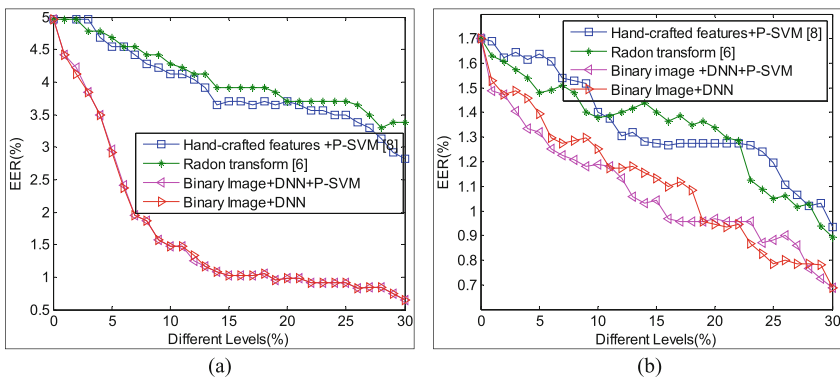 5
4.5
4
3.5
3
2.5
2
1.5
1
0.5
EER(%)
Hand-crafted features +P-SVM [8]
Radon transform [6]
Binary Image+DNN+P-SVM
Binary Image+DNN
0 5 10 15 20 25 30
Different Levels(%)
(a)
1.7
1.6
1.5
1.4
1.3
1.2
1.1
1
0.9
0.8
0.7
EER(%)
Hand-crafted features+P-SVM [8]
Radon transform [6]
Binary image +DNN+P-SVM
Binary image+DNN
0 5 10 15 20 25 30
Different Levels(%)
(b)